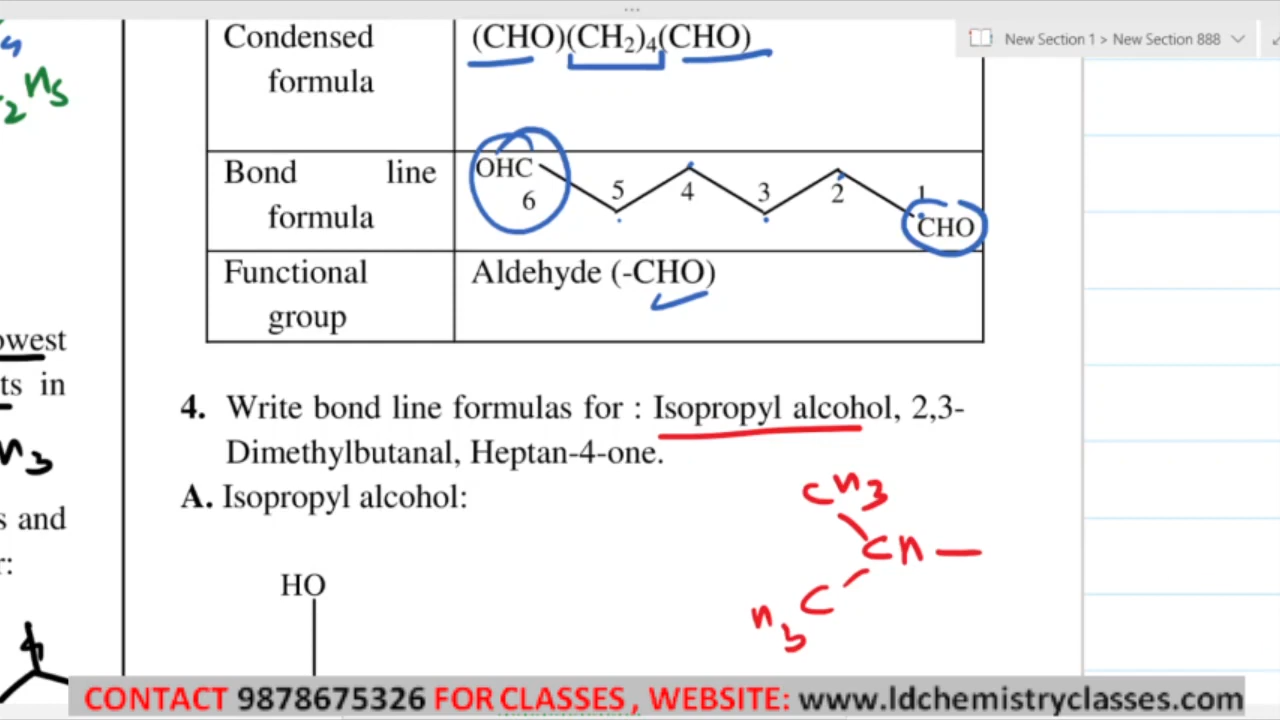 New Section 1 > New Section 888
Condensed (CHO)(CH₂)₄(CHO)
formula
n5
2
Bond line OHC 5 4 3 2 1
formula 6 CHO
Functional Aldehyde (-CHO)
group
owest
ts in
n3
s and
r:
4. Write bond line formulas for : Isopropyl alcohol, 2,3-
Dimethylbutanal, Heptan-4-one.
A. Isopropyl alcohol:
CH3
CH —
H3C
HO
CONTACT 9878675326 FOR CLASSES , WEBSITE: www.ldchemistryclasses.com